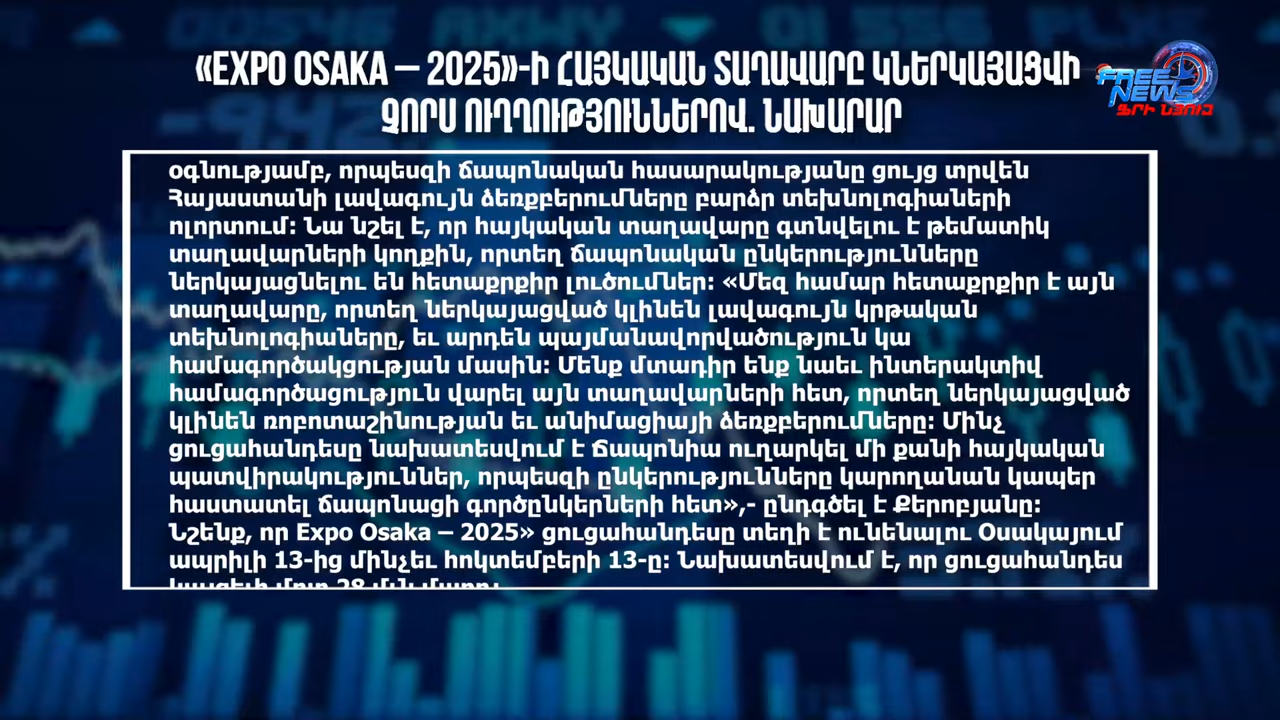 «EXPO OSAKA – 2025»-Ի ՀԱՅԿԱԿԱՆ ՏԱՂԱՎԱՐԸ ԿՆԵՐԿԱՅԱՑՎԻ
ՉՈՐՍ ՈՒՂՂՈՒԹՅՈՒՆՆԵՐՈՎ. ՆԱԽԱՐԱՐ
FREE
NEWS
ՖՐԻ ՆՅՈՒԶ
օգնությամբ, որպեսզի ճապոնական հասարակությանը ցույց տրվեն
Հայաստանի լավագույն ձեռքբերումները բարձր տեխնոլոգիաների
ոլորտում: Նա նշել է, որ հայկական տաղավարը գտնվելու է թեմատիկ
տաղավարների կողքին, որտեղ ճապոնական ընկերությունները
ներկայացնելու են հետաքրքիր լուծումներ: «Մեզ համար հետաքրքիր է այն
տաղավարը, որտեղ ներկայացված կլինեն լավագույն կրթական
տեխնոլոգիաները, եւ արդեն պայմանավորվածություն կա
համագործակցության մասին: Մենք մտադիր ենք նաեւ ինտերակտիվ
համագործացություն վարել այն տաղավարների հետ, որտեղ ներկայացված
կլինեն ռոբոտաշինության եւ անիմացիայի ձեռքբերումները: Մինչ
ցուցահանդեսը նախատեսվում է Ճապոնիա ուղարկել մի քանի հայկական
պատվիրակություններ, որպեսզի ընկերությունները կարողանան կապեր
հաստատել ճապոնացի գործընկերների հետ»,- ընդգծել է Քերոբյանը:
Նշենք, որ Expo Osaka – 2025» ցուցահանդեսը տեղի է ունենալու Օսակայում
ապրիլի 13-ից մինչեւ հոկտեմբերի 13-ը: Նախատեսվում է, որ ցուցահանդես